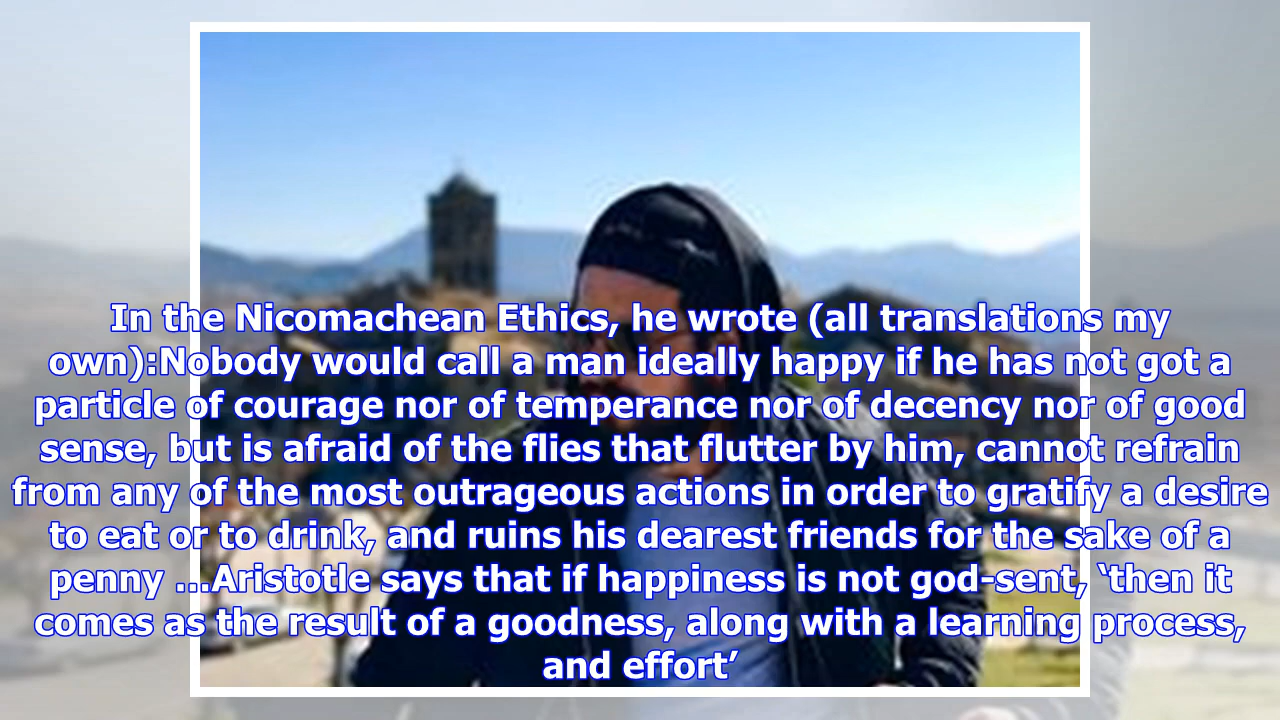 In the Nicomachean Ethics, he wrote (all translations my
own):Nobody would call a man ideally happy if he has not got a
particle of courage nor of temperance nor of decency nor of good
sense, but is afraid of the flies that flutter by him, cannot refrain
from any of the most outrageous actions in order to gratify a desire
to eat or to drink, and ruins his dearest friends for the sake of a
penny ...Aristotle says that if happiness is not god-sent, ‘then it
comes as the result of a goodness, along with a learning process,
and effort’